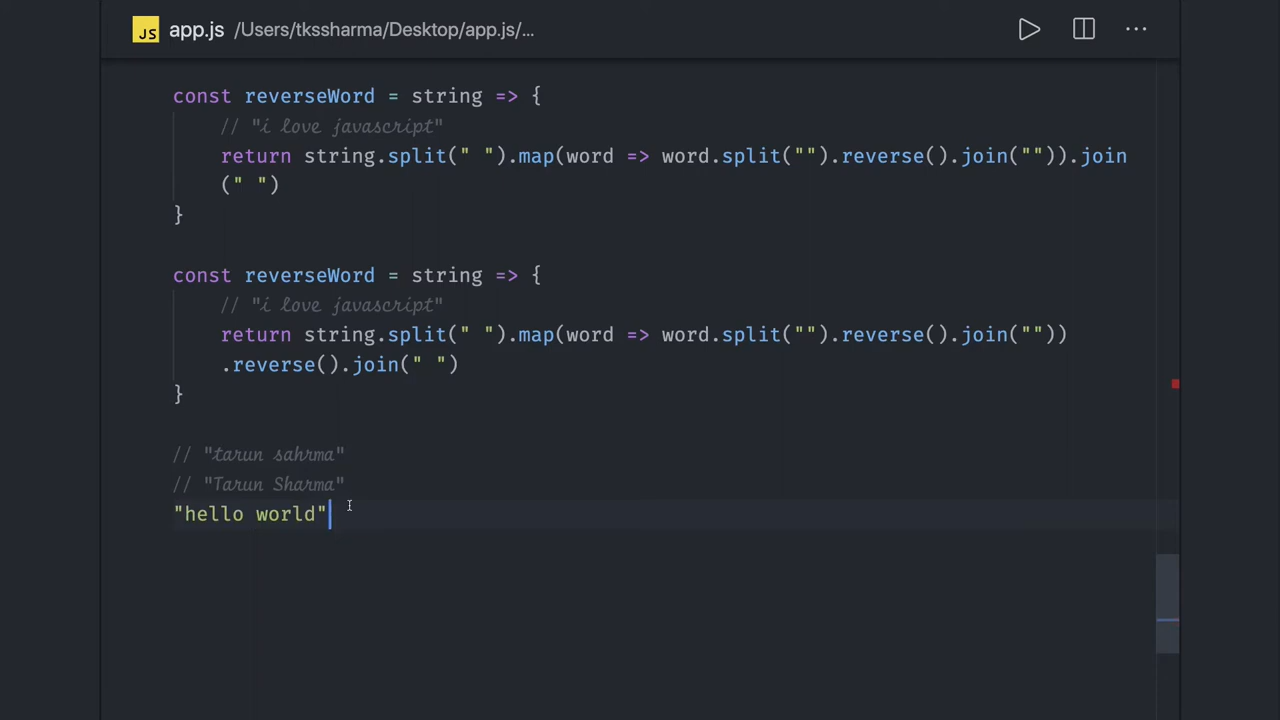 JS app.js /Users/tkssharma/Desktop/app.js/...
const reverseWord = string => {
// "i love javascript"
return string.split(" ").map(word => word.split("").reverse().join("")).join
(" ")
}
const reverseWord = string => {
// "i love javascript"
return string.split(" ").map(word => word.split("").reverse().join(""))
.reverse().join(" ")
}
// "tarun sahrma"
// "Tarun Sharma"
"hello world"